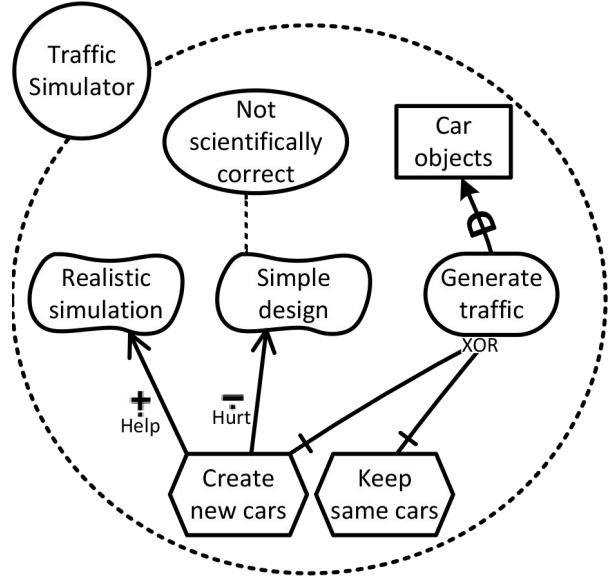 Traffic
Simulator
Not
scientifically
correct
Car
objects
D
Realistic
simulation
Simple
design
Generate
traffic
XOR
+
Help
-
Hurt
Create
new cars
Keep
same cars